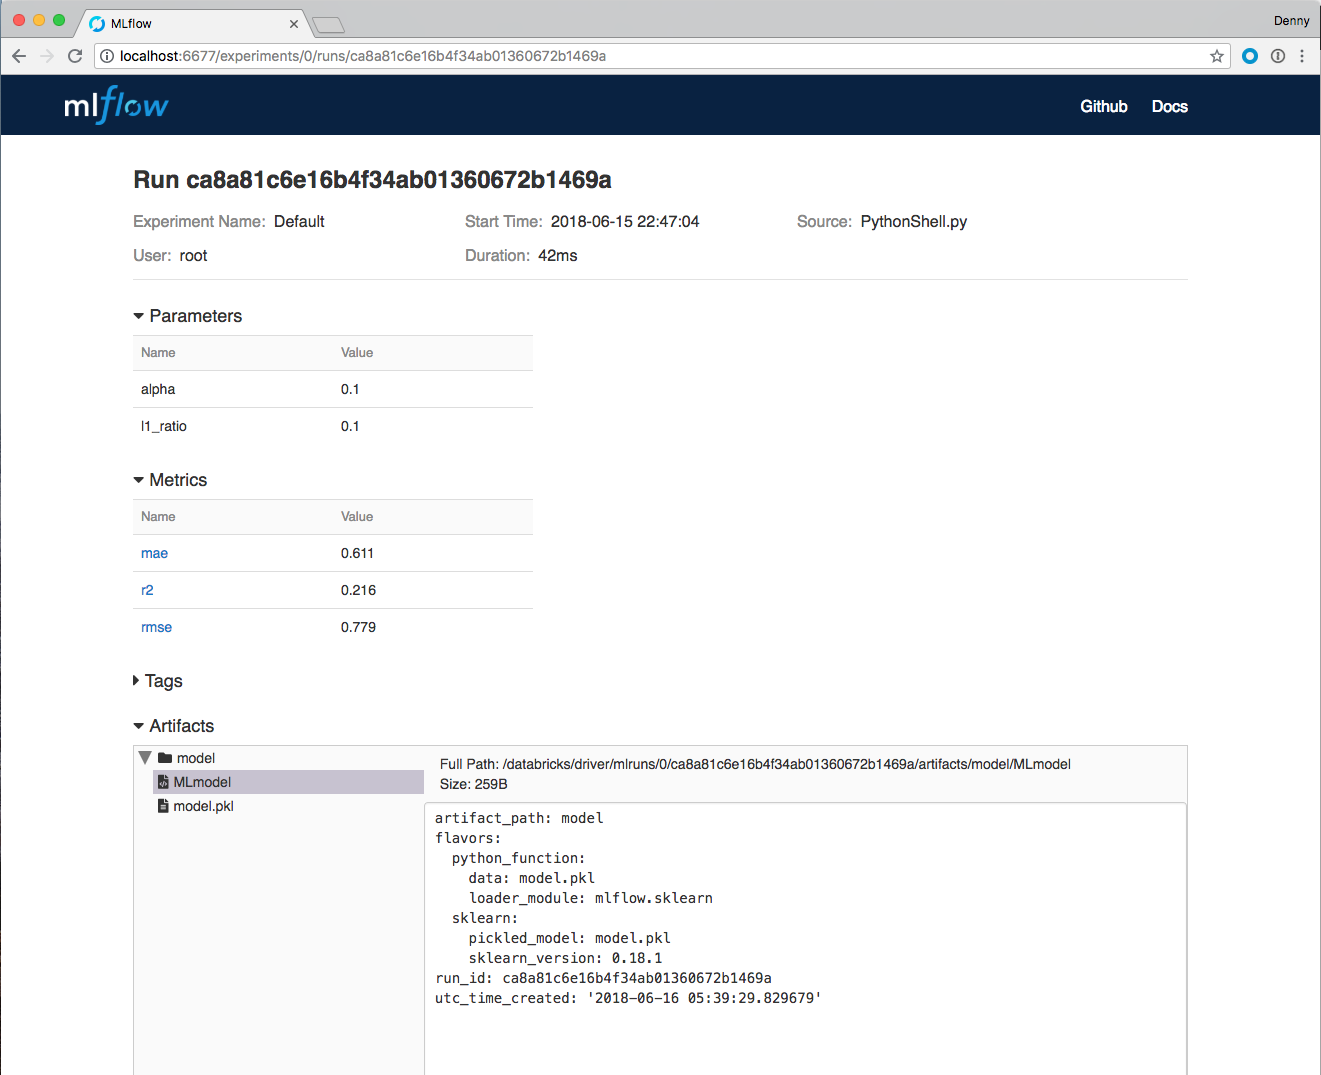 MLflow
Denny
localhost:6677/experiments/0/runs/ca8a81c6e16b4f34ab01360672b1469a
mlflow Github Docs
Run ca8a81c6e16b4f34ab01360672b1469a
Experiment Name: Default Start Time: 2018-06-15 22:47:04 Source: PythonShell.py
User: root Duration: 42ms
Parameters
Name Value
alpha 0.1
l1_ratio 0.1
Metrics
Name Value
mae 0.611
r2 0.216
rmse 0.779
Tags
Artifacts
model
MLmodel
model.pkl
Full Path: /databricks/driver/mlruns/0/ca8a81c6e16b4f34ab01360672b1469a/artifacts/model/MLmodel
Size: 259B
artifact_path: model
flavors:
  python_function:
    data: model.pkl
    loader_module: mlflow.sklearn
  sklearn:
    pickled_model: model.pkl
    sklearn_version: 0.18.1
run_id: ca8a81c6e16b4f34ab01360672b1469a
utc_time_created: '2018-06-16 05:39:29.829679'